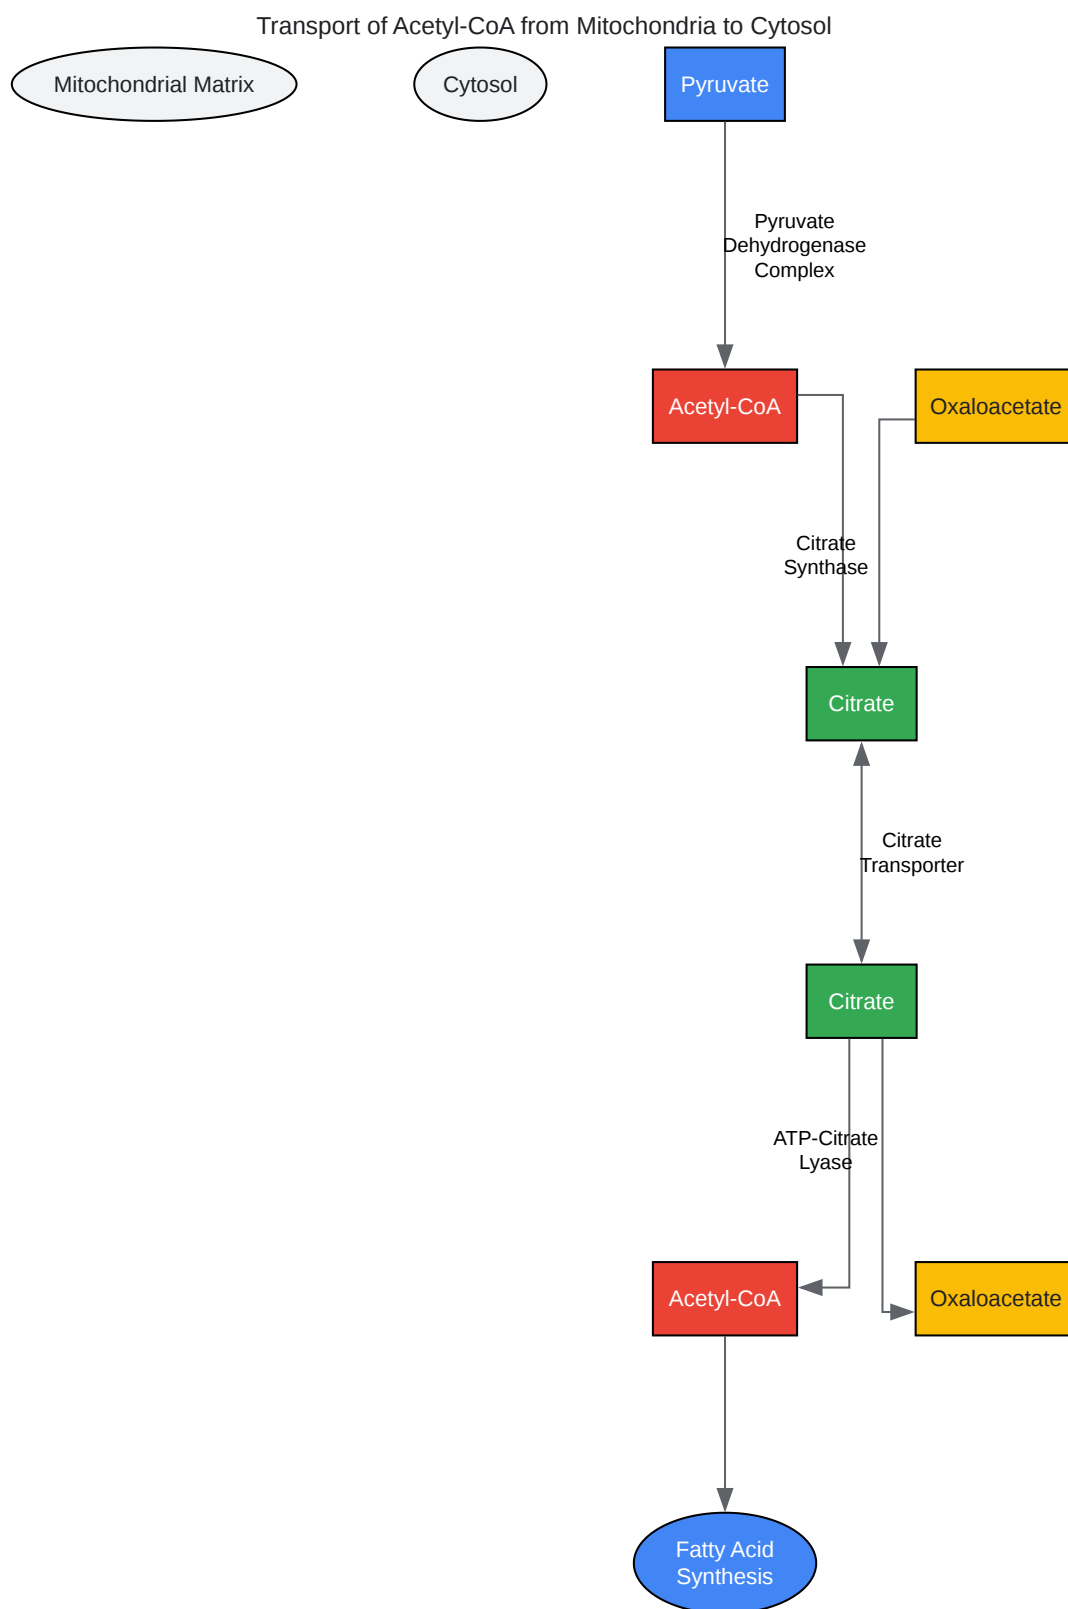 Transport of Acetyl-CoA from Mitochondria to Cytosol
Mitochondrial Matrix
Cytosol
Pyruvate
Pyruvate
Dehydrogenase
Complex
Acetyl-CoA
Oxaloacetate
Citrate
Synthase
Citrate
Citrate
Transporter
Citrate
ATP-Citrate
Lyase
Acetyl-CoA
Oxaloacetate
Fatty Acid
Synthesis